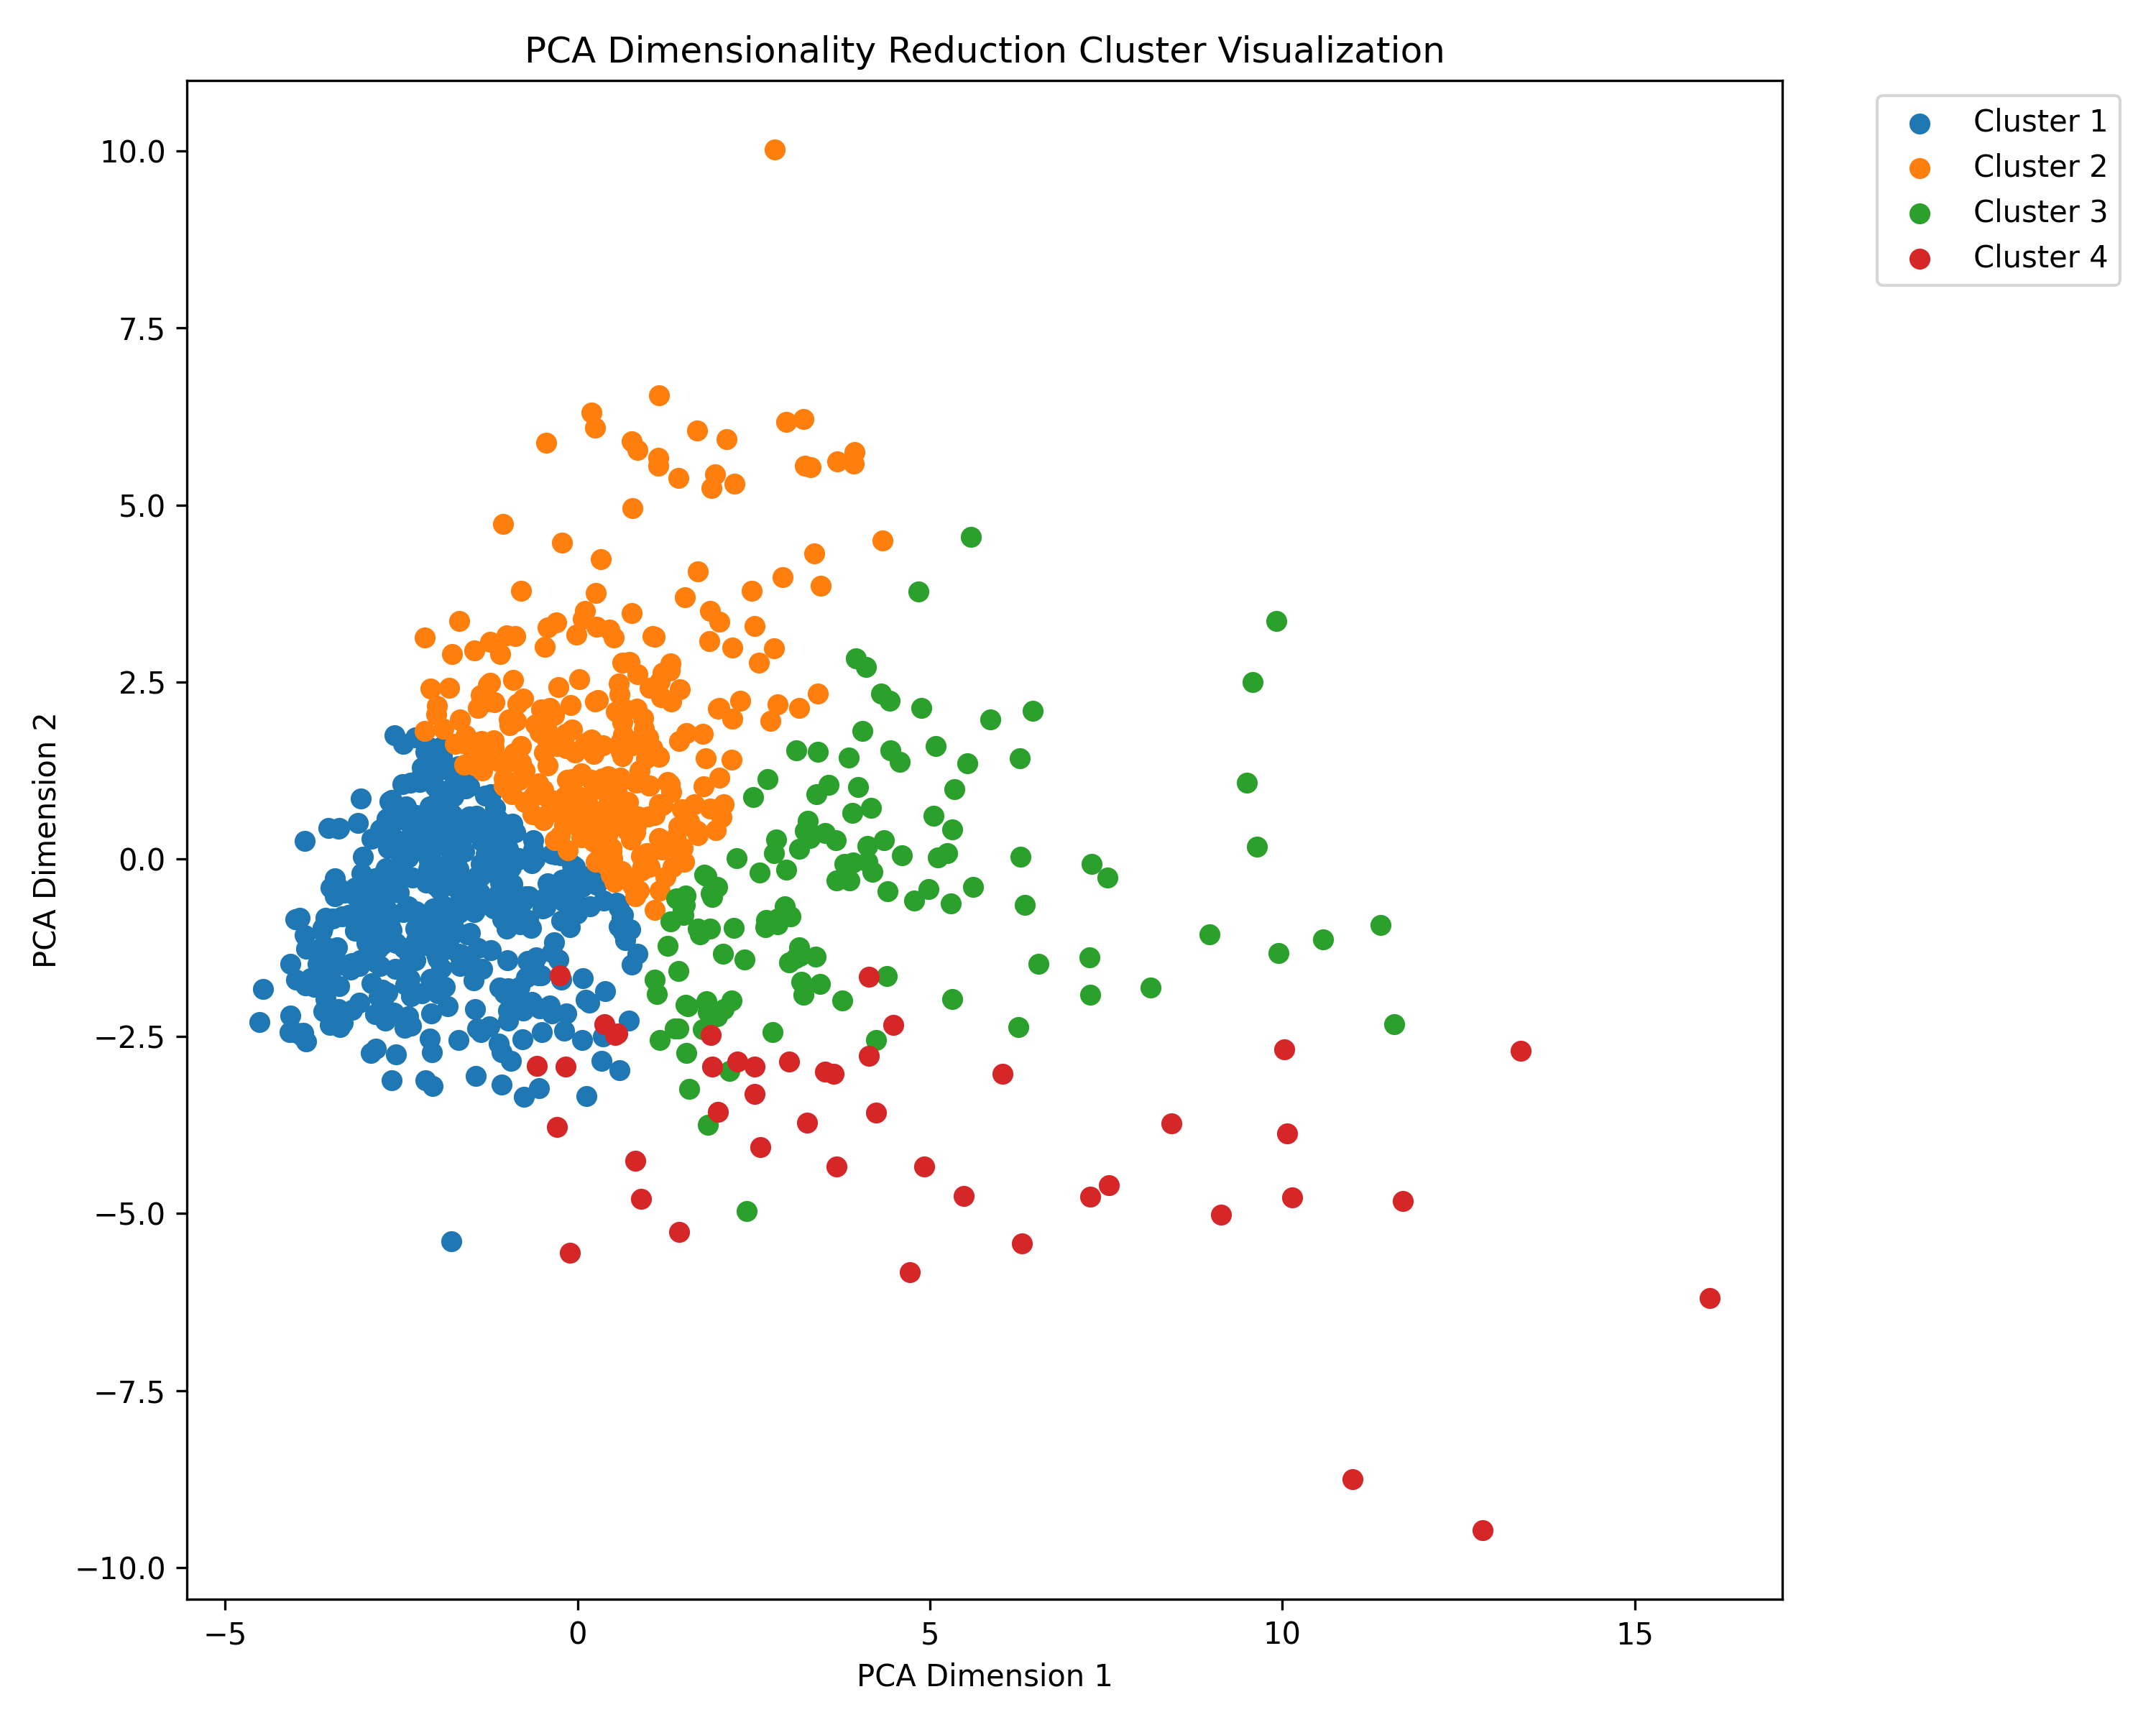 PCA Dimensionality Reduction Cluster Visualization
Cluster 1
Cluster 2
Cluster 3
Cluster 4
10.0
7.5
5.0
2.5
0.0
−2.5
−5.0
−7.5
−10.0
PCA Dimension 2
−5
0
5
10
15
PCA Dimension 1